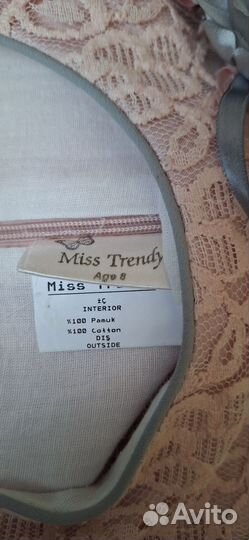 Miss Trendy
Age 8
Miss
İÇ
INTERIOR
%100 Pamuk
%100 Cotton
DIŞ
OUTSIDE
Avito